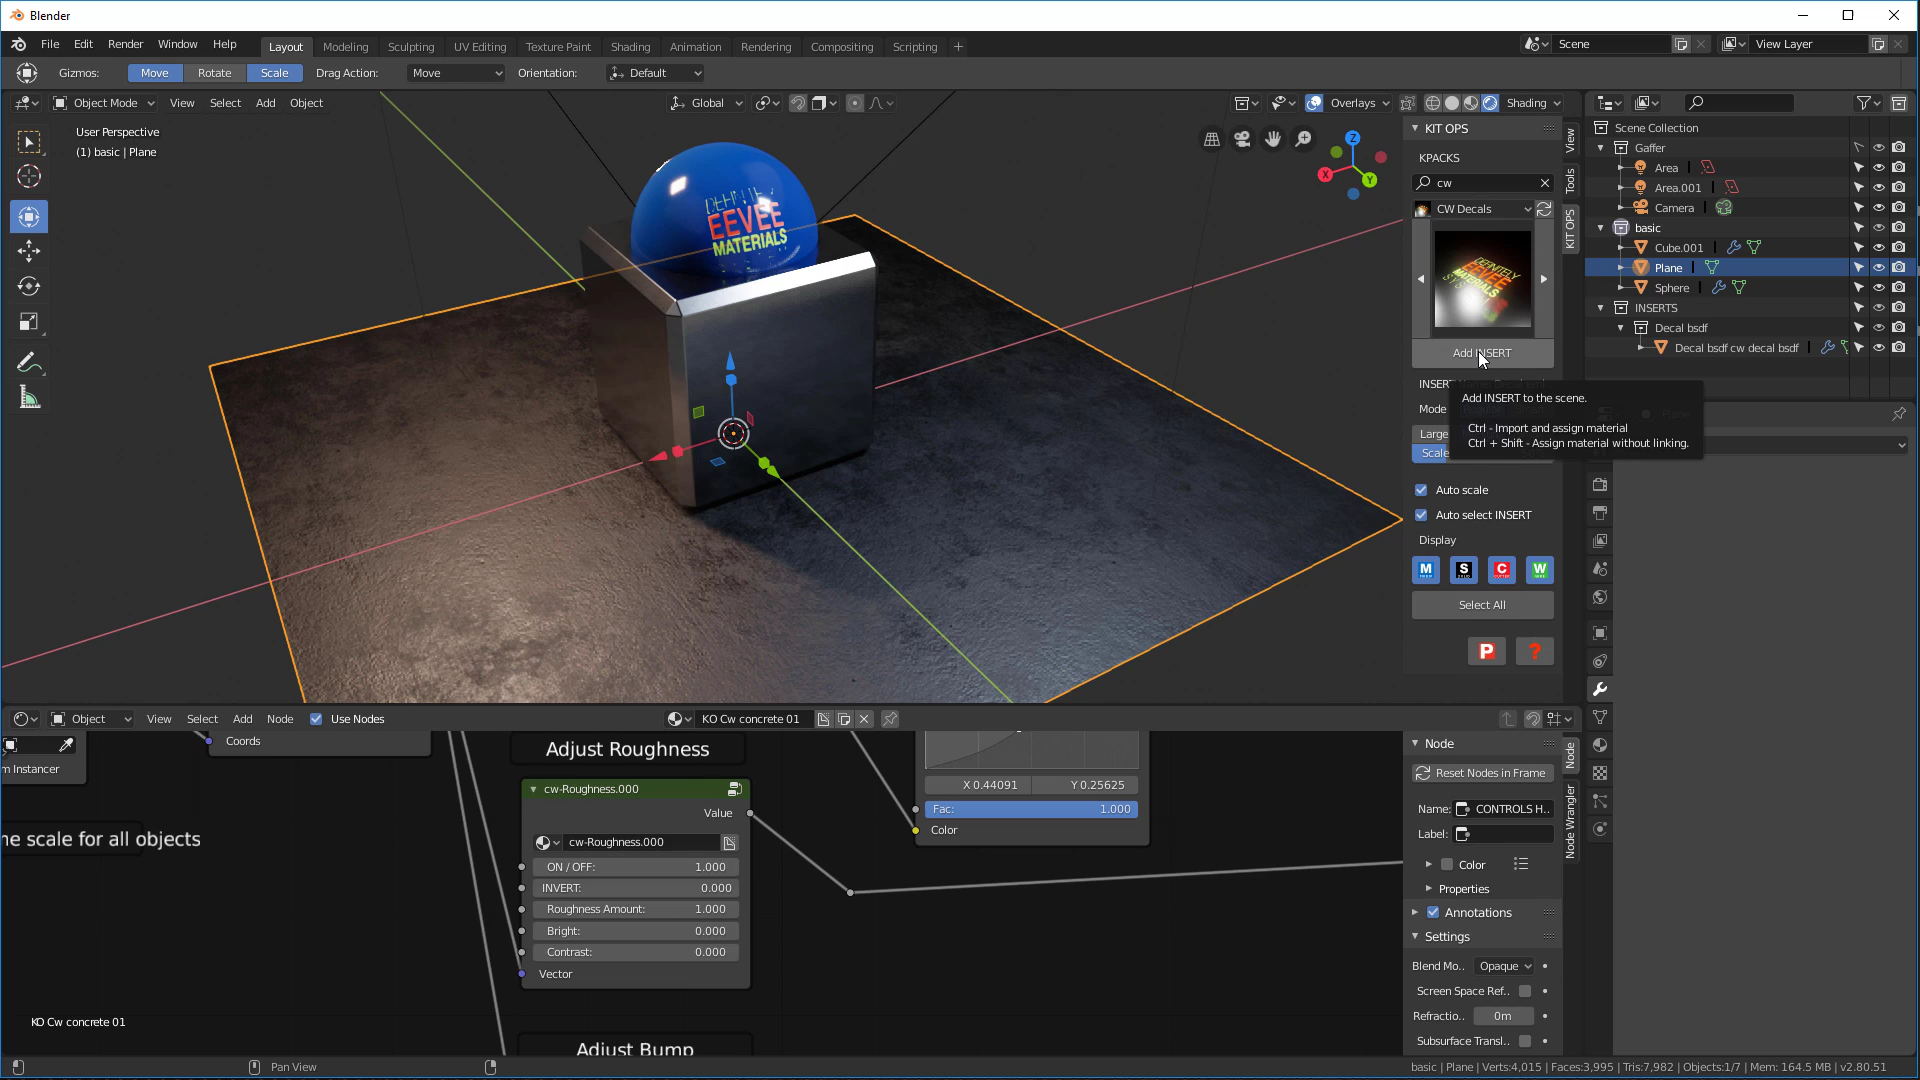 Blender
File Edit Render Window Help Layout Modeling Sculpting UV Editing Texture Paint Shading Animation Rendering Compositing Scripting + Scene View Layer
Gizmos: Move Rotate Scale Drag Action: Move Orientation: Default
Object Mode View Select Add Object Global Overlays Shading
User Perspective
(1) basic | Plane
DEFINITELY
EEVEE
MATERIALS
Z
X
Y
KIT OPS
KPACKS
cw
CW Decals
DEFINITELY
EEVEE
MATERIALS
Add INSERT
INSERT
Mode
Large
Scale
Add INSERT to the scene.
Ctrl - Import and assign material
Ctrl + Shift - Assign material without linking.
Auto scale
Auto select INSERT
Display
M S C W
Select All
P ?
View
Tools
KIT OPS
Scene Collection
Gaffer
Area
Area.001
Camera
basic
Cube.001
Plane
Sphere
INSERTS
Decal bsdf
Decal bsdf cw decal bsdf
Object View Select Add Node Use Nodes KO Cw concrete 01
Coords
m Instancer
ne scale for all objects
Adjust Roughness
cw-Roughness.000
Value
cw-Roughness.000
ON / OFF: 1.000
INVERT: 0.000
Roughness Amount: 1.000
Bright: 0.000
Contrast: 0.000
Vector
Adjust Bump
X 0.44091 Y 0.25625
Fac: 1.000
Color
KO Cw concrete 01
Node
Reset Nodes in Frame
Name: CONTROLS H..
Label:
Color
Properties
Annotations
Settings
Blend Mo.. Opaque
Screen Space Ref..
Refractio.. 0m
Subsurface Transl..
Node
Node Wrangler
Pan View
basic | Plane | Verts:4,015 | Faces:3,995 | Tris:7,982 | Objects:1/7 | Mem: 164.5 MB | v2.80.51